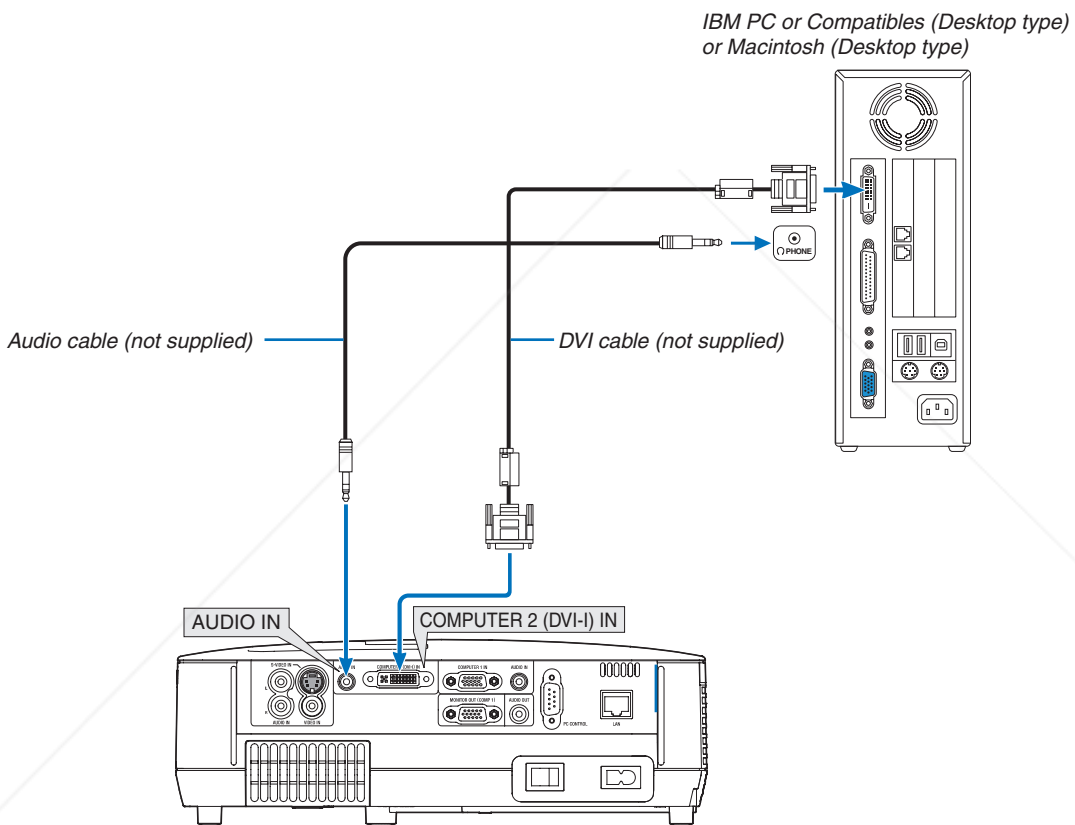 IBM PC or Compatibles (Desktop type)
or Macintosh (Desktop type)
PHONE
Audio cable (not supplied)
DVI cable (not supplied)
AUDIO IN
COMPUTER 2 (DVI-I) IN
S-VIDEO IN
L
R
AUDIO IN
VIDEO IN
COMPUTER 1 IN
AUDIO IN
MONITOR OUT (COMP 1)
AUDIO OUT
PC CONTROL
LAN